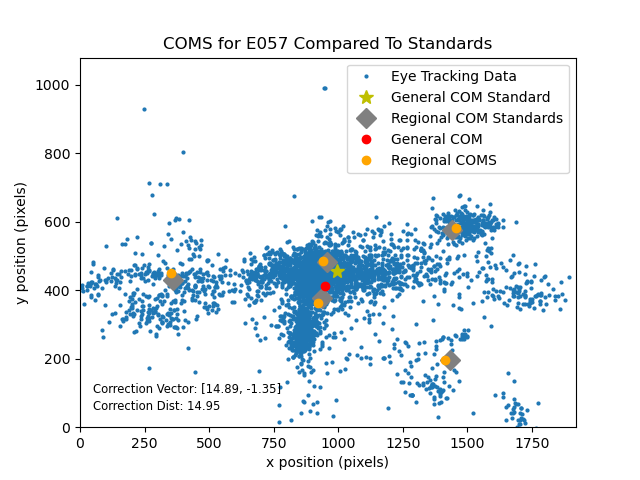 COMS for E057 Compared To Standards
Eye Tracking Data
General COM Standard
Regional COM Standards
General COM
Regional COMS
y position (pixels)
1000
800
600
400
200
0
Correction Vector: [14.89, -1.35]
Correction Dist: 14.95
0 250 500 750 1000 1250 1500 1750
x position (pixels)